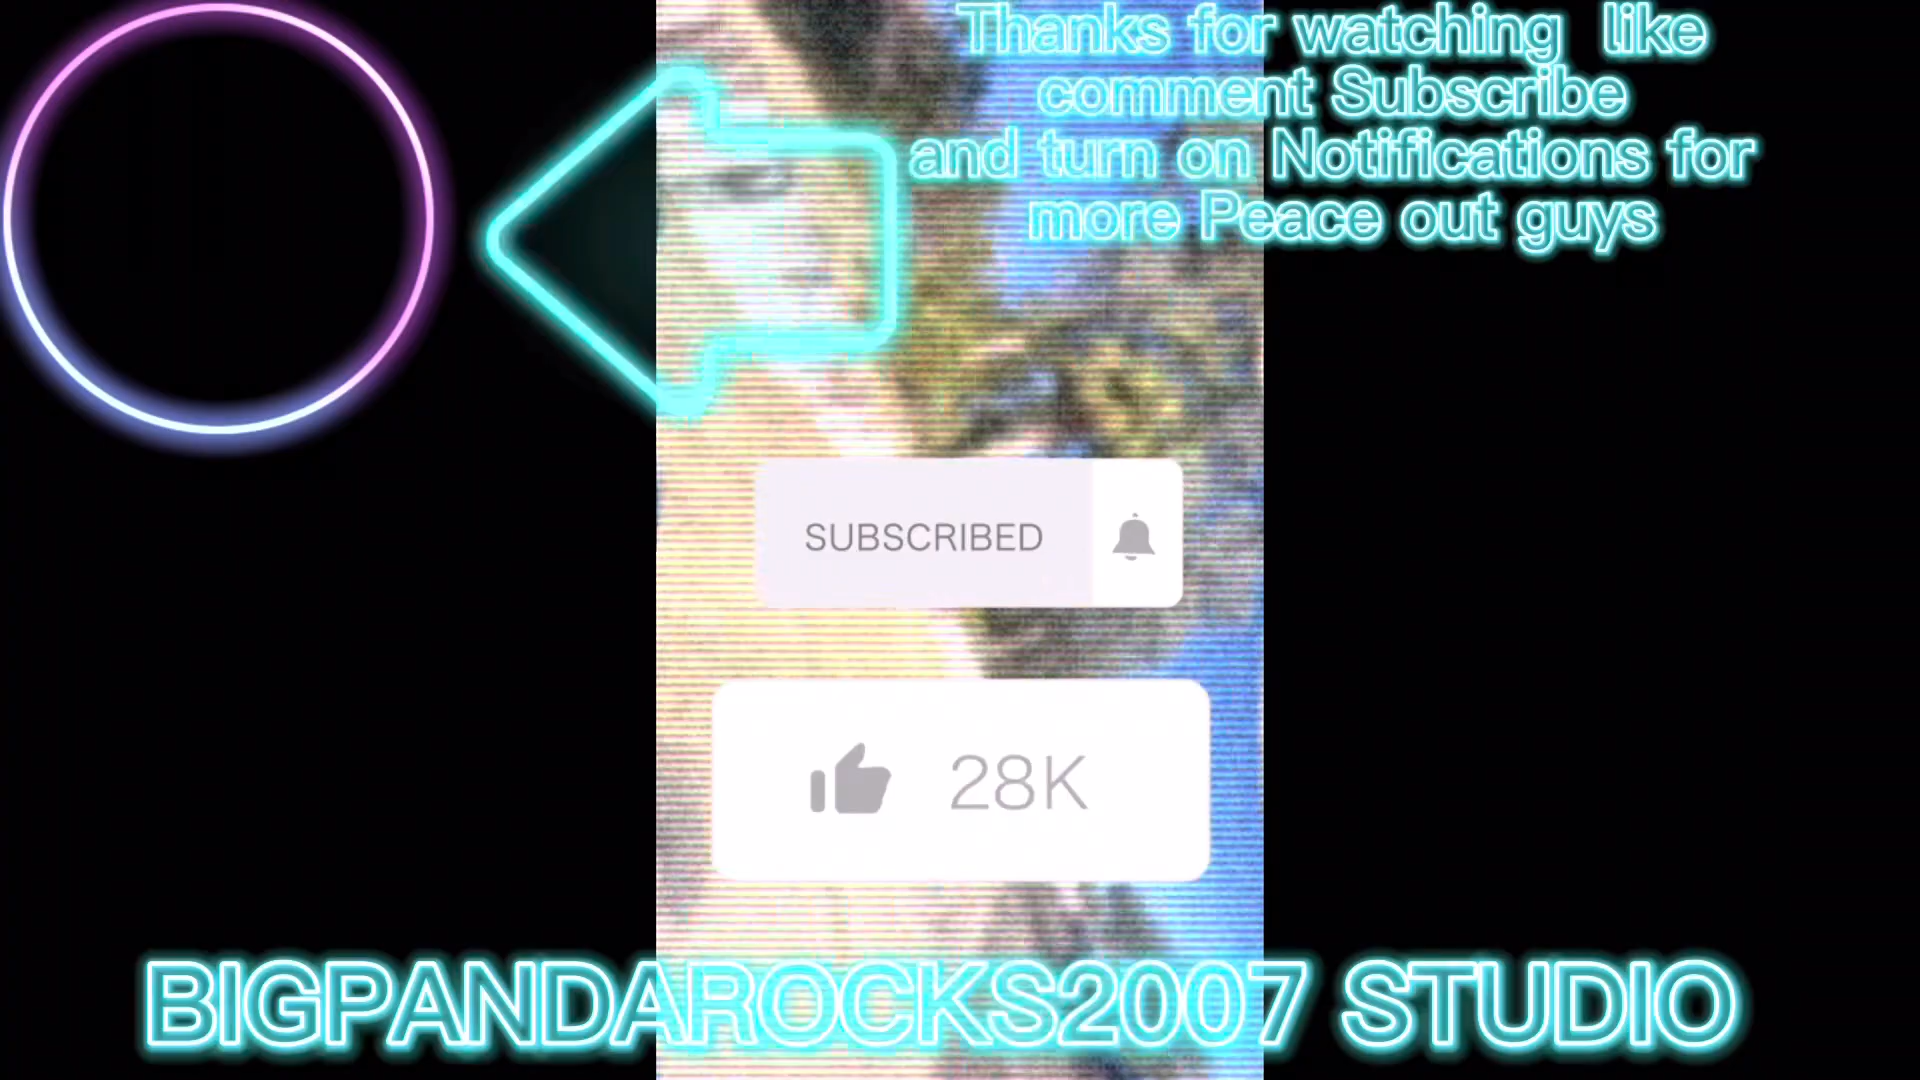 Thanks for watching  like
comment Subscribe
and turn on Notifications for
more Peace out guys
SUBSCRIBED
28K
BIGPANDAROCKS2007 STUDIO